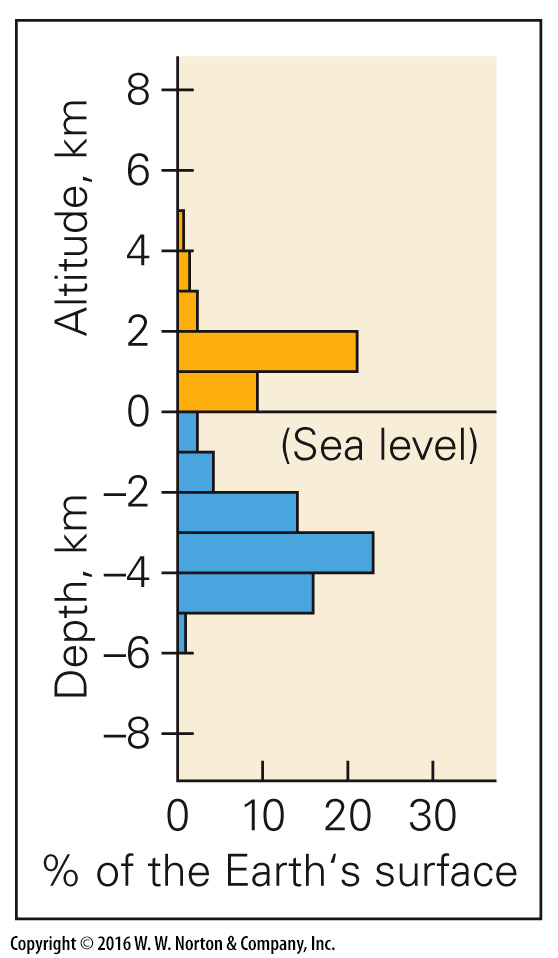 Altitude, km
8
6
4
2
0
(Sea level)
Depth, km
–2
–4
–6
–8
0 10 20 30
% of the Earth‘s surface
Copyright © 2016 W. W. Norton & Company, Inc.